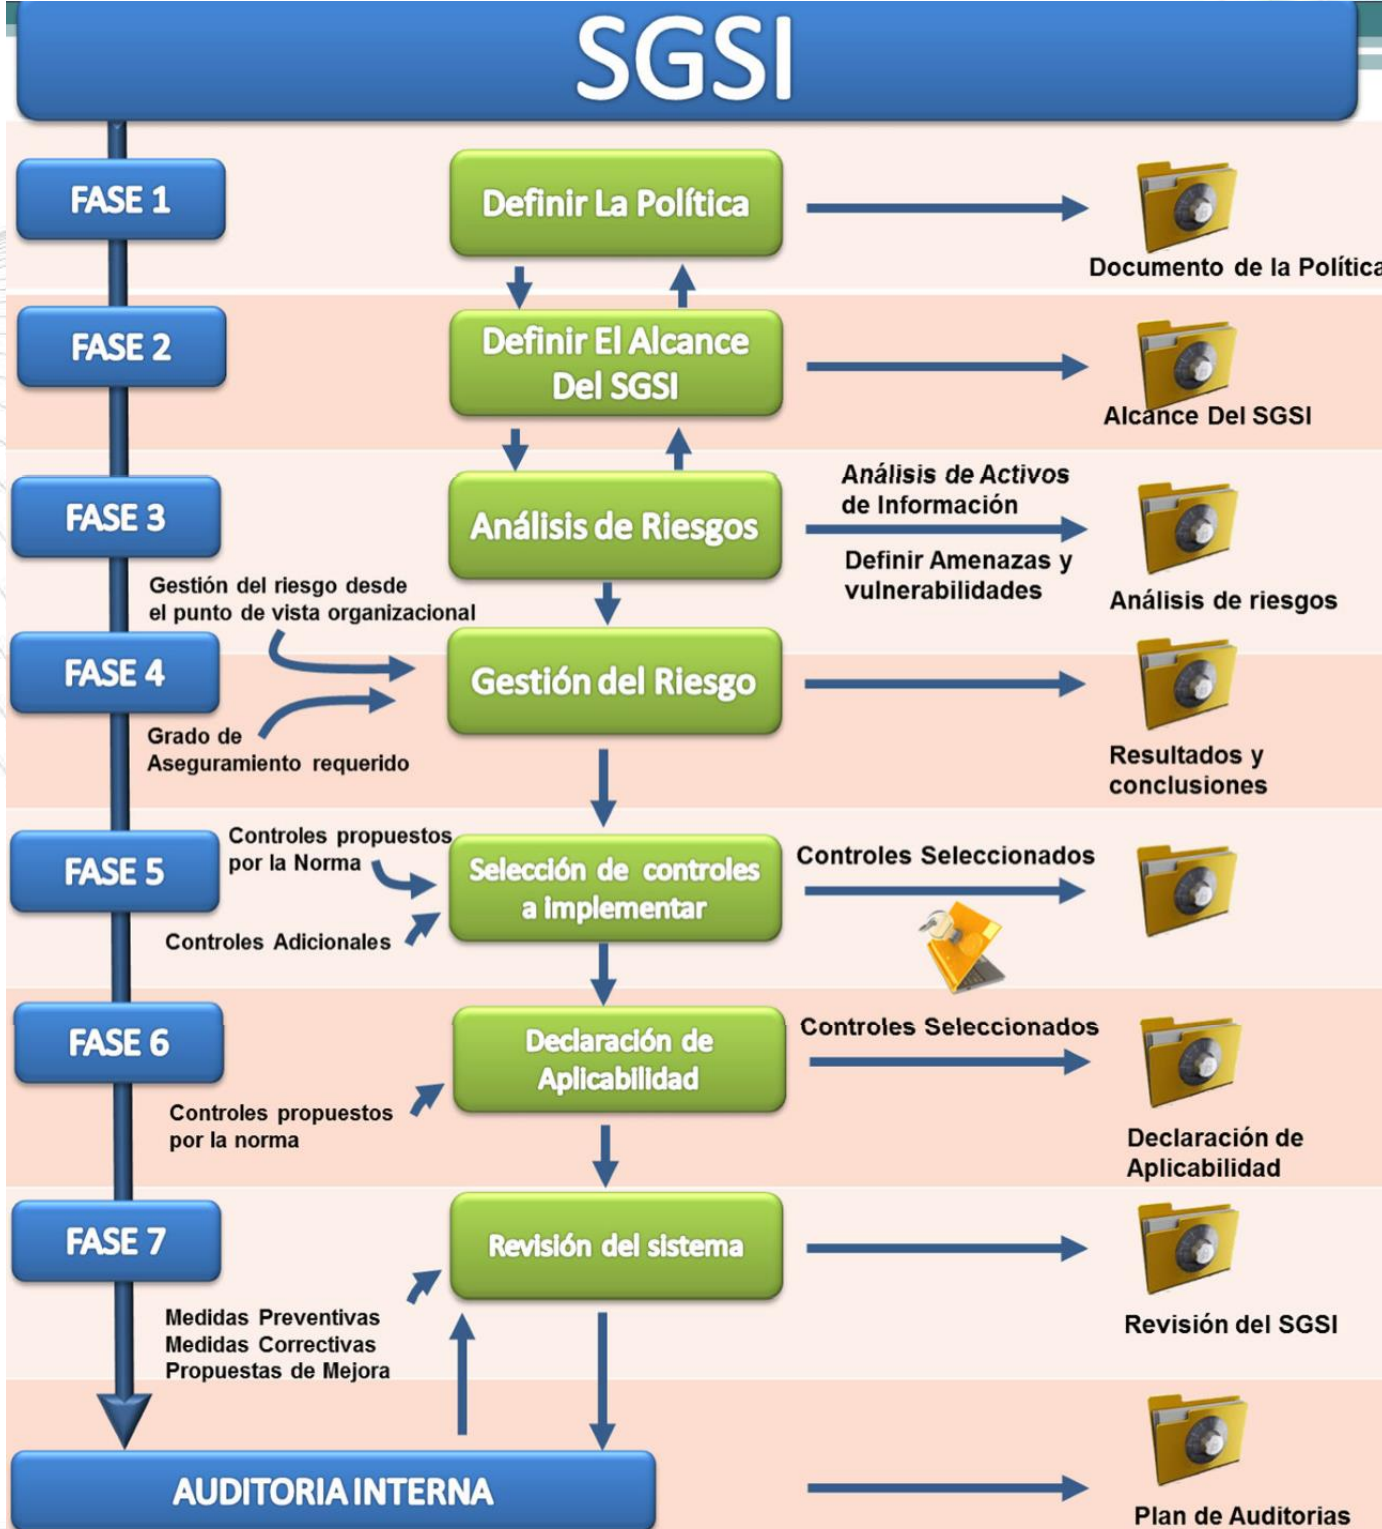 SGSI
FASE 1
Definir La Política
Documento de la Política
FASE 2
Definir El Alcance
Del SGSI
Alcance Del SGSI
FASE 3
Análisis de Riesgos
Análisis de Activos
de Información
Definir Amenazas y
vulnerabilidades
Análisis de riesgos
Gestión del riesgo desde
el punto de vista organizacional
FASE 4
Gestión del Riesgo
Grado de
Aseguramiento requerido
Resultados y
conclusiones
FASE 5
Controles propuestos
por la Norma
Controles Adicionales
Selección de controles
a implementar
Controles Seleccionados
FASE 6
Declaración de
Aplicabilidad
Controles Seleccionados
Controles propuestos
por la norma
Declaración de
Aplicabilidad
FASE 7
Revisión del sistema
Medidas Preventivas
Medidas Correctivas
Propuestas de Mejora
Revisión del SGSI
AUDITORIA INTERNA
Plan de Auditorias